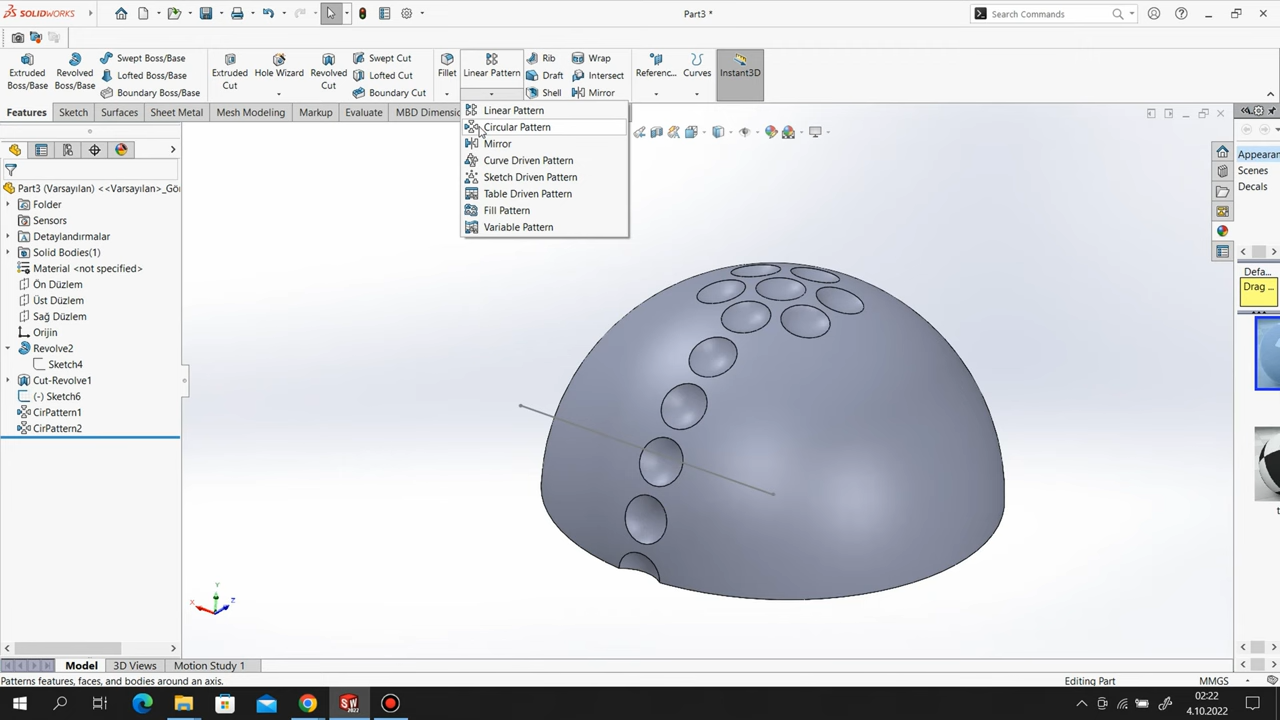 SOLIDWORKS
Part3 *
Search Commands
Extruded Boss/Base
Revolved Boss/Base
Swept Boss/Base
Lofted Boss/Base
Boundary Boss/Base
Extruded Cut
Hole Wizard
Revolved Cut
Swept Cut
Lofted Cut
Boundary Cut
Fillet
Linear Pattern
Rib
Draft
Shell
Wrap
Intersect
Mirror
Referenc...
Curves
Instant3D
Features
Sketch
Surfaces
Sheet Metal
Mesh Modeling
Markup
Evaluate
MBD Dimensi
Linear Pattern
Circular Pattern
Mirror
Curve Driven Pattern
Sketch Driven Pattern
Table Driven Pattern
Fill Pattern
Variable Pattern
Part3 (Varsayılan) <<Varsayılan>_Gö
Folder
Sensors
Detaylandırmalar
Solid Bodies(1)
Material <not specified>
Ön Düzlem
Üst Düzlem
Sağ Düzlem
Orijin
Revolve2
Sketch4
Cut-Revolve1
(-) Sketch6
CirPattern1
CirPattern2
Appearan
Scenes
Decals
Defa...
Drag ...
t
Y
X
Z
Model
3D Views
Motion Study 1
Patterns features, faces, and bodies around an axis.
Editing Part
MMGS
SW
2022
02:22
4.10.2022